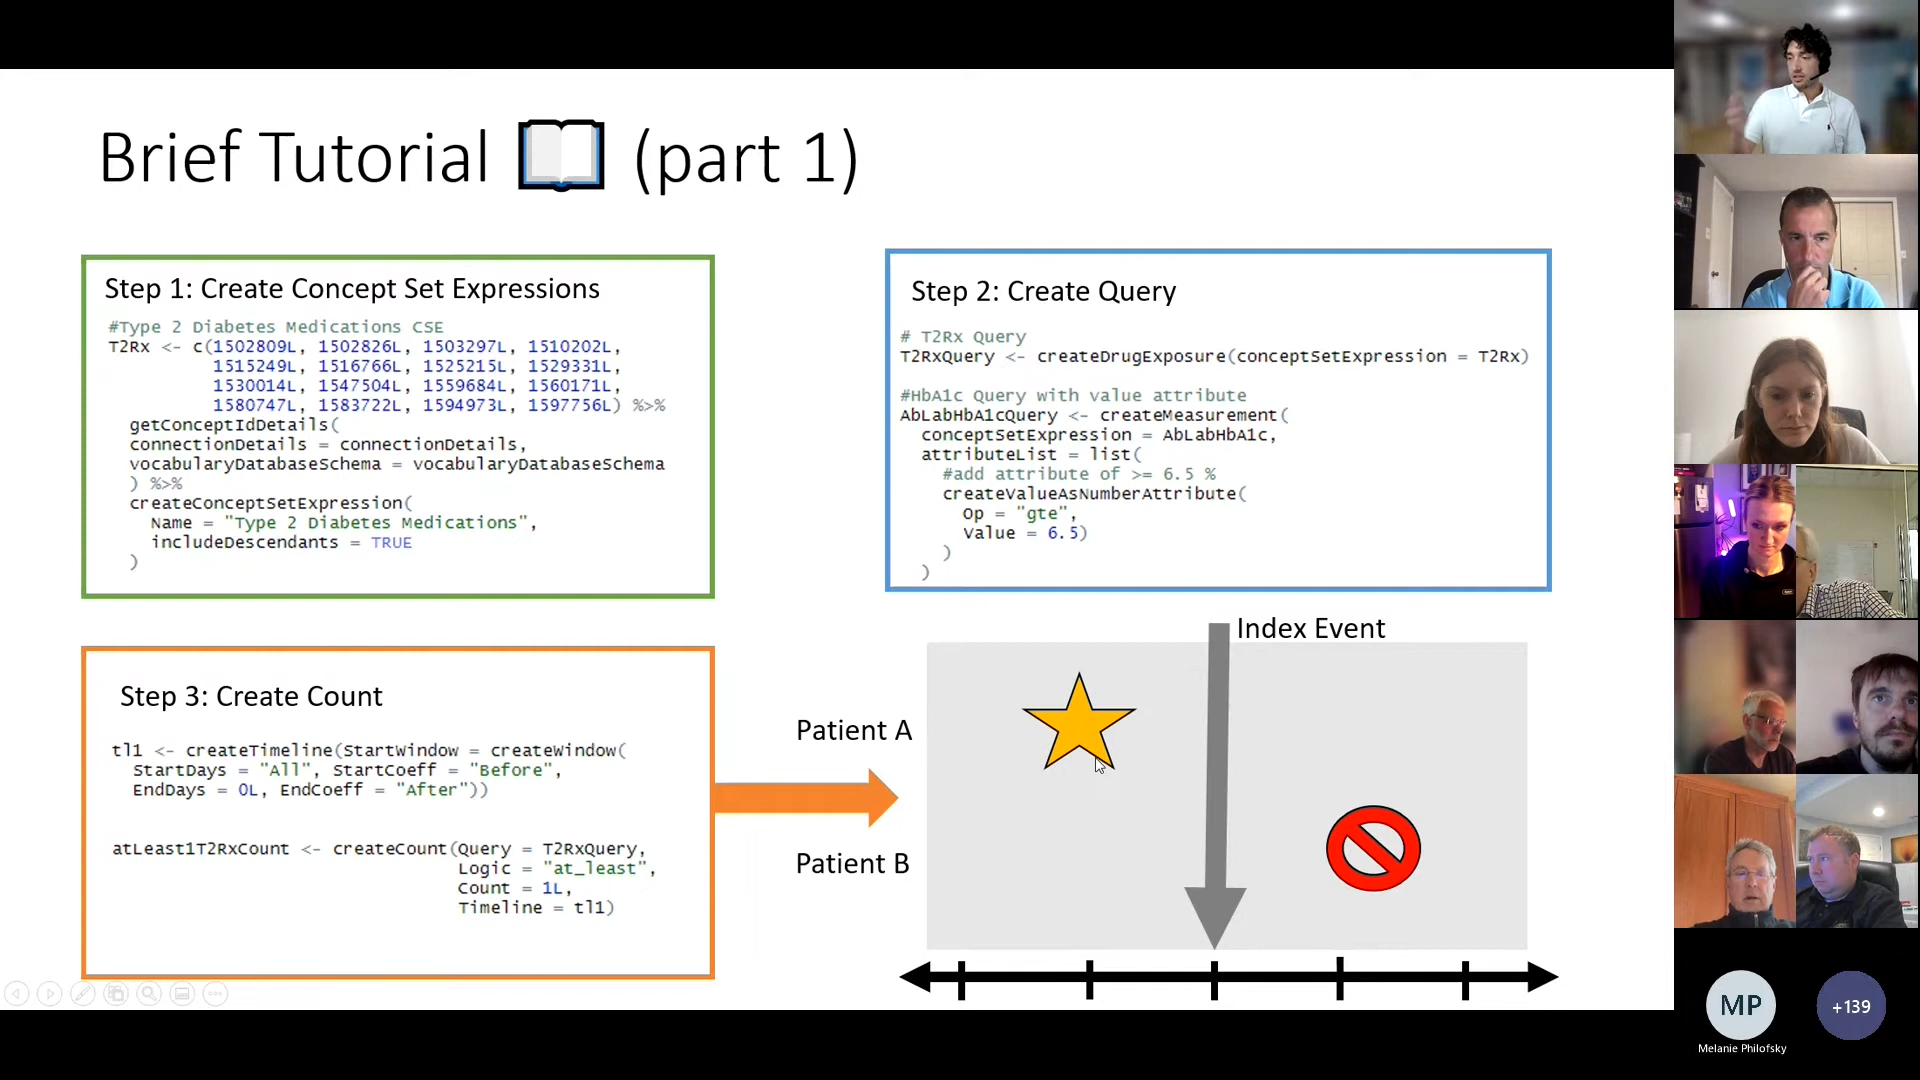 Brief Tutorial (part 1)
Step 1: Create Concept Set Expressions
#Type 2 Diabetes Medications CSE
T2Rx <- c(1502809L, 1502826L, 1503297L, 1510202L,
1515249L, 1516766L, 1525215L, 1529331L,
1530014L, 1547504L, 1559684L, 1560171L,
1580747L, 1583722L, 1594973L, 1597756L) %>%
getConceptIdDetails(
connectionDetails = connectionDetails,
vocabularyDatabaseSchema = vocabularyDatabaseSchema
) %>%
createConceptSetExpression(
Name = "Type 2 Diabetes Medications",
includeDescendants = TRUE
)
Step 2: Create Query
# T2Rx Query
T2RxQuery <- createDrugExposure(conceptSetExpression = T2Rx)
#HbA1c Query with value attribute
AbLabHbA1cQuery <- createMeasurement(
conceptSetExpression = AbLabHbA1c,
attributeList = list(
#add attribute of >= 6.5 %
createValueAsNumberAttribute(
Op = "gte",
Value = 6.5)
)
)
Step 3: Create Count
tl1 <- createTimeline(StartWindow = createWindow(
StartDays = "All", StartCoeff = "Before",
EndDays = 0L, EndCoeff = "After"))
atLeast1T2RxCount <- createCount(Query = T2RxQuery,
Logic = "at_least",
Count = 1L,
Timeline = tl1)
Index Event
Patient A
Patient B
MP
Melanie Philofsky
+139